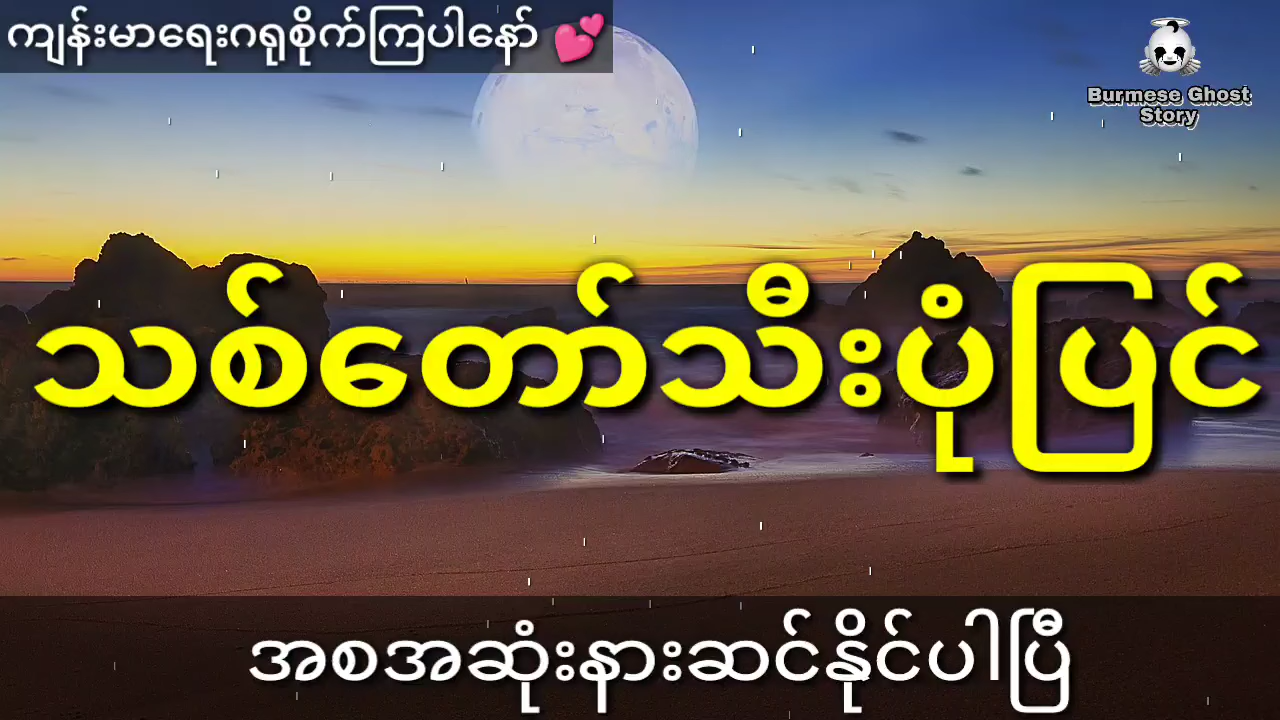 ကျန်းမာရေးဂရုစိုက်ကြပါနော် 💕
Burmese Ghost
Story
သစ်တော်သီးပုံပြင်
အစအဆုံးနားဆင်နိုင်ပါပြီ